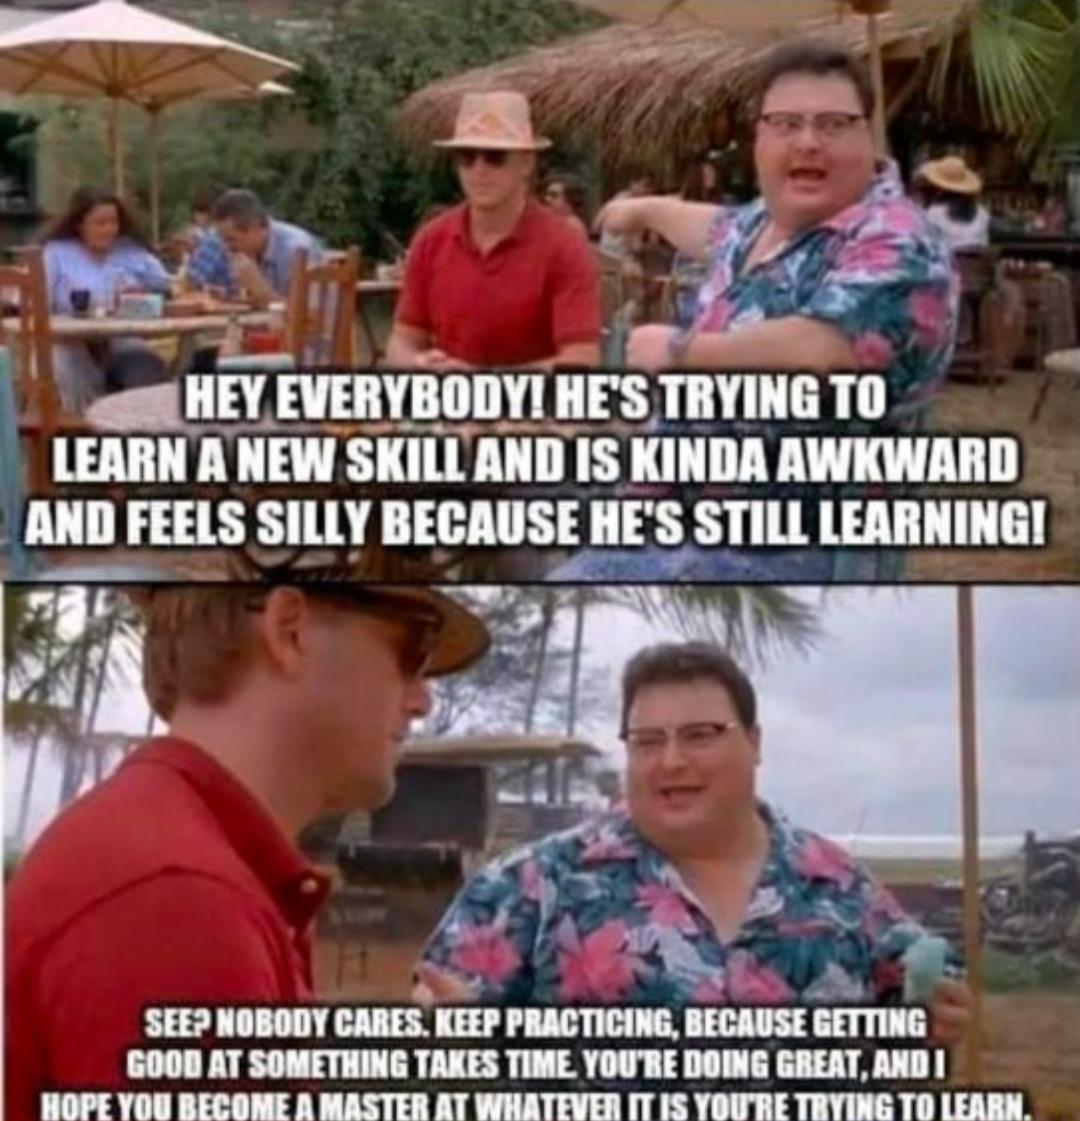 HEY EVERYBODY! HE'S TRYING TO
LEARN A NEW SKILL AND IS KINDA AWKWARD
AND FEELS SILLY BECAUSE HE'S STILL LEARNING!
SEE? NOBODY CARES. KEEP PRACTICING, BECAUSE GETTING
GOOD AT SOMETHING TAKES TIME. YOU'RE DOING GREAT, AND I
HOPE YOU BECOME A MASTER AT WHATEVER IT IS YOU'RE TRYING TO LEARN.